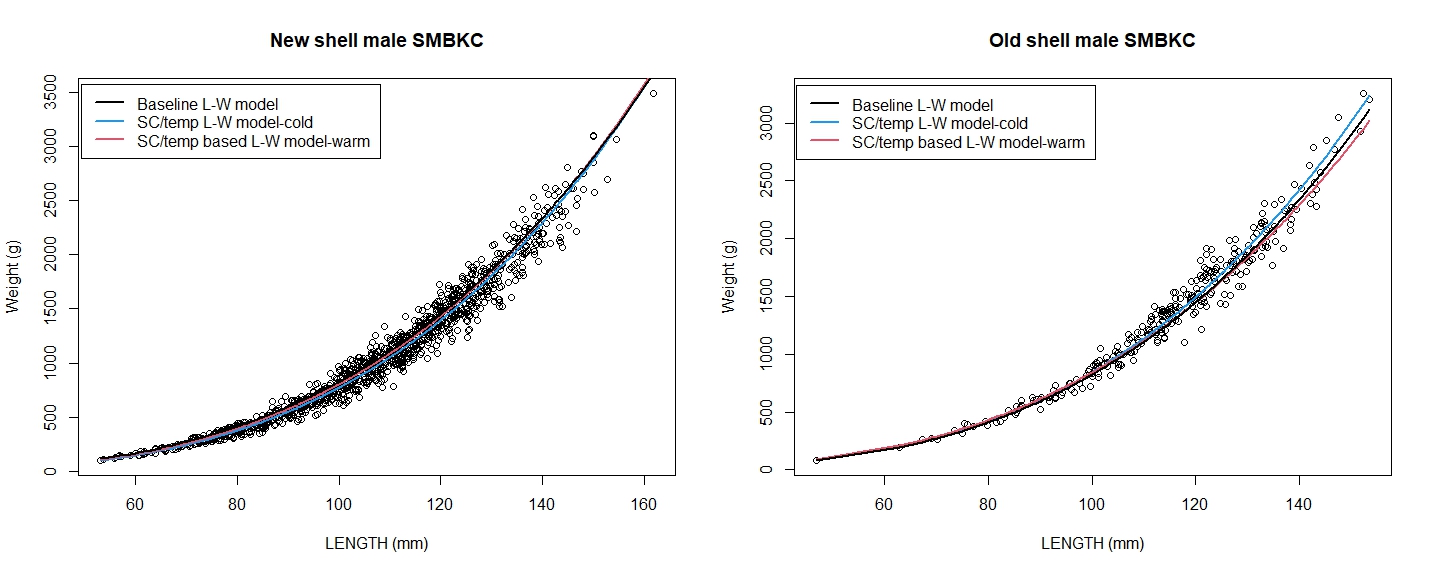 New shell male SMBKC
Baseline L-W model
SC/temp L-W model-cold
SC/temp based L-W model-warm
Weight (g)
3500
3000
2500
2000
1500
1000
500
0
60 80 100 120 140 160
LENGTH (mm)
Old shell male SMBKC
Baseline L-W model
SC/temp L-W model-cold
SC/temp based L-W model-warm
Weight (g)
3000
2500
2000
1500
1000
500
0
60 80 100 120 140
LENGTH (mm)